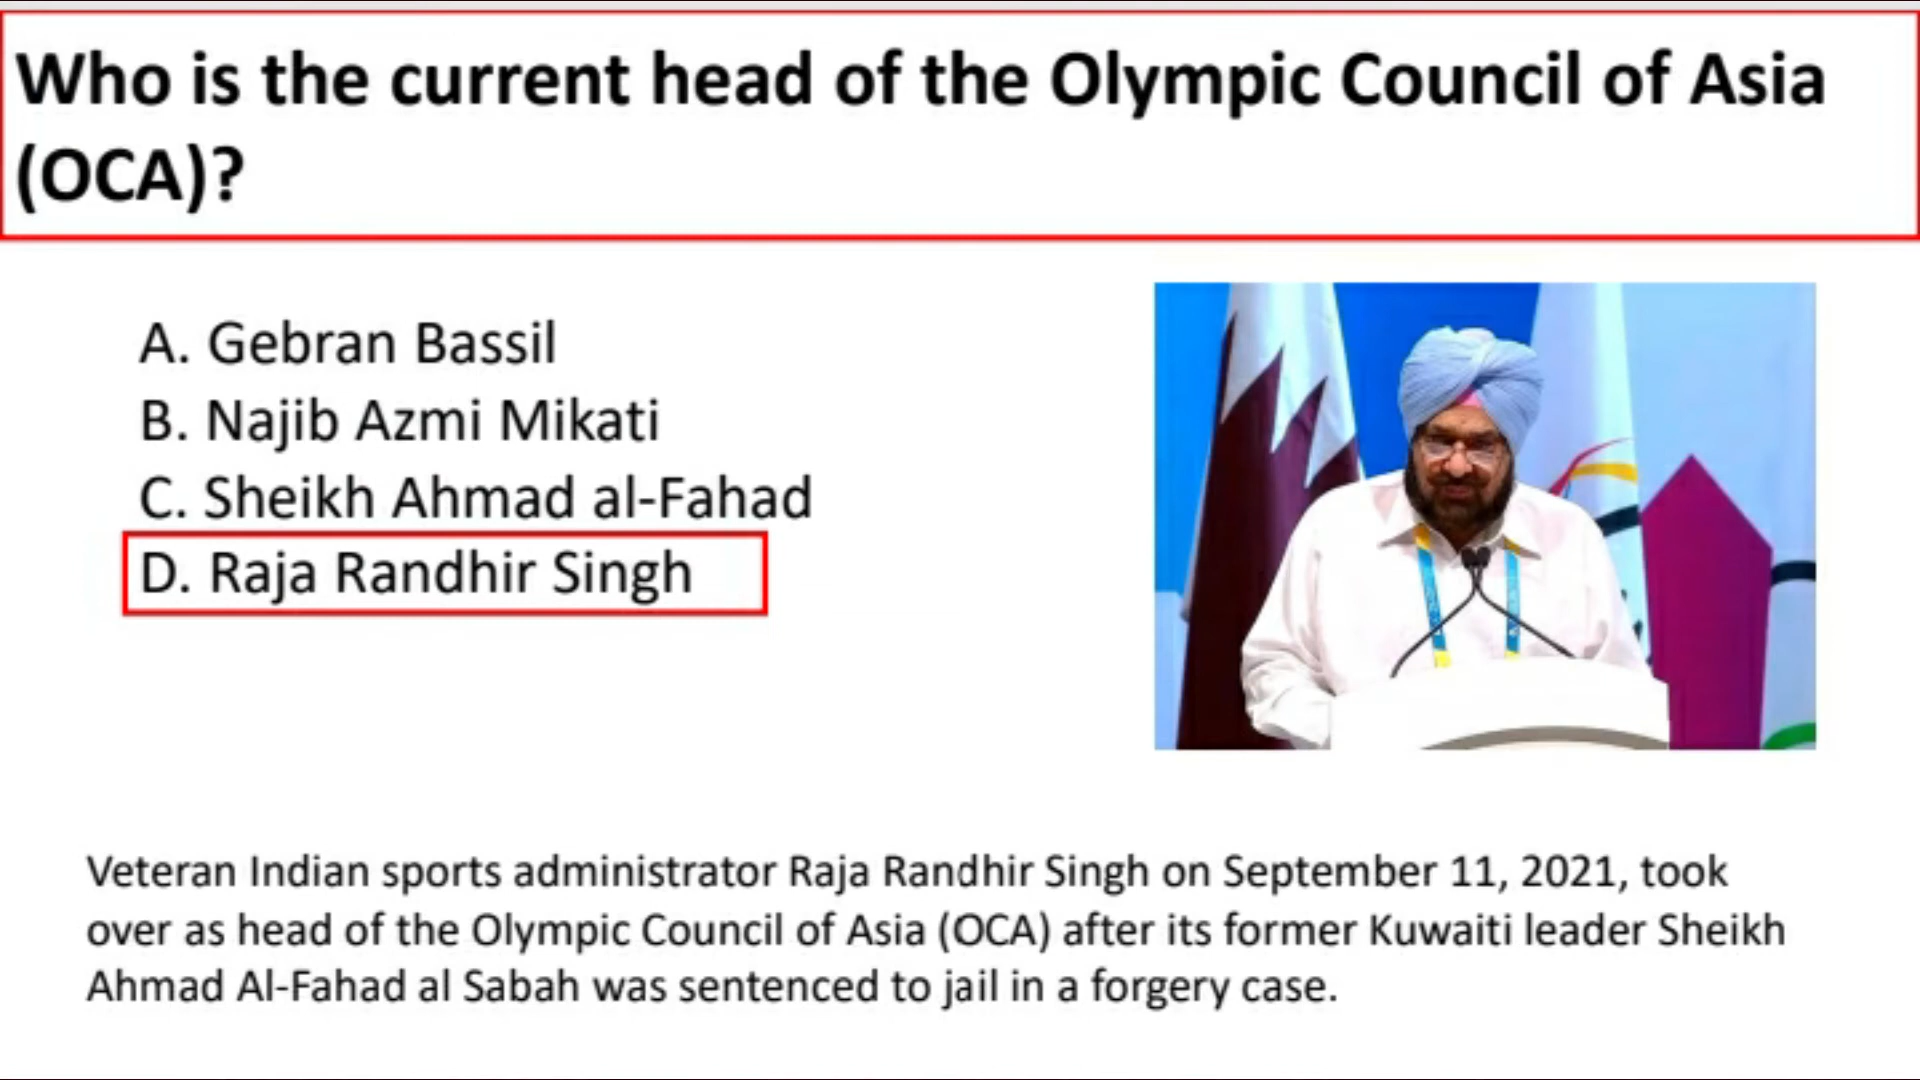 Who is the current head of the Olympic Council of Asia
(OCA)?
A. Gebran Bassil
B. Najib Azmi Mikati
C. Sheikh Ahmad al-Fahad
D. Raja Randhir Singh
Veteran Indian sports administrator Raja Randhir Singh on September 11, 2021, took
over as head of the Olympic Council of Asia (OCA) after its former Kuwaiti leader Sheikh
Ahmad Al-Fahad al Sabah was sentenced to jail in a forgery case.